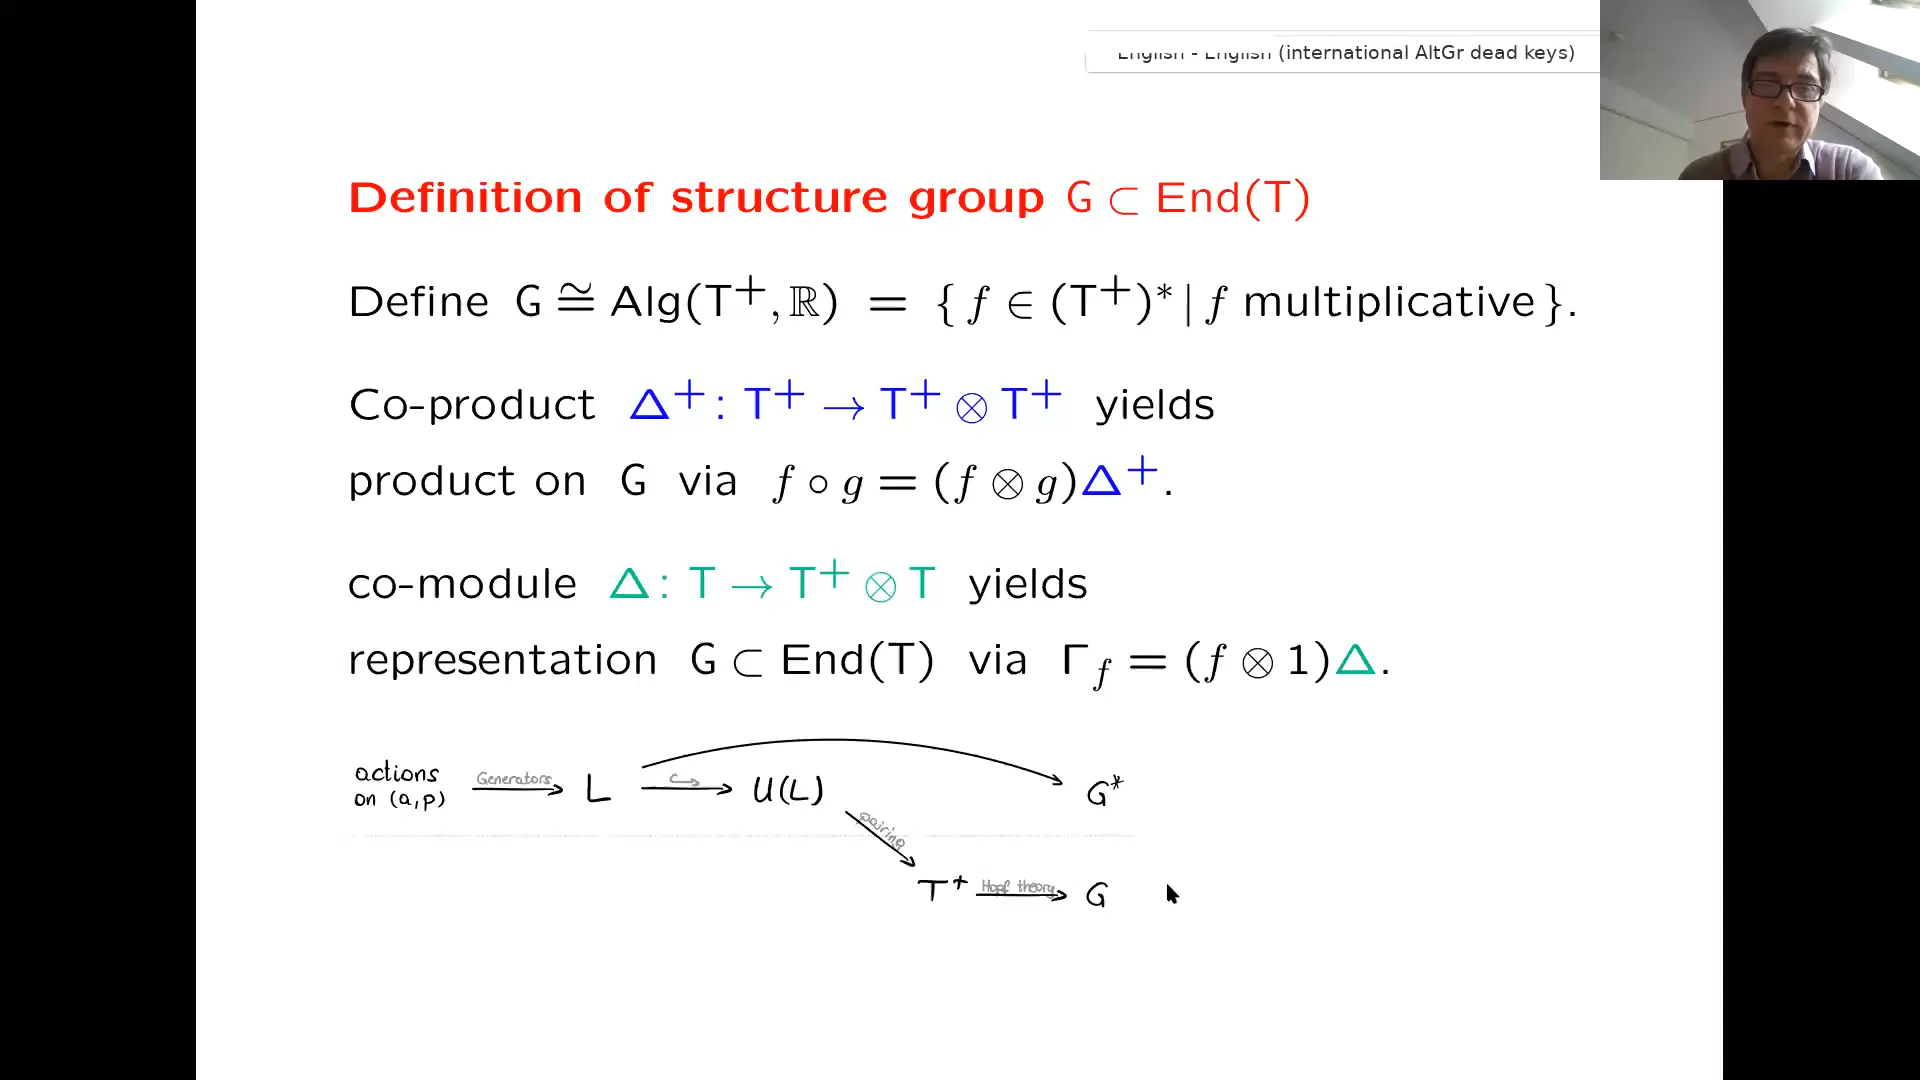 English - English (international AltGr dead keys)
Definition of structure group G ⊂ End(T)
Define G ≅ Alg(T⁺, ℝ) = { f ∈ (T⁺)* | f multiplicative }.
Co-product Δ⁺ : T⁺ → T⁺ ⊗ T⁺ yields
product on G via f ∘ g = (f ⊗ g)Δ⁺.
co-module Δ : T → T⁺ ⊗ T yields
representation G ⊂ End(T) via Γ_f = (f ⊗ 1)Δ.
actions
on (a,p) Generators → L ↪ → U(L) → G*
pairing
T⁺ Hopf theory → G